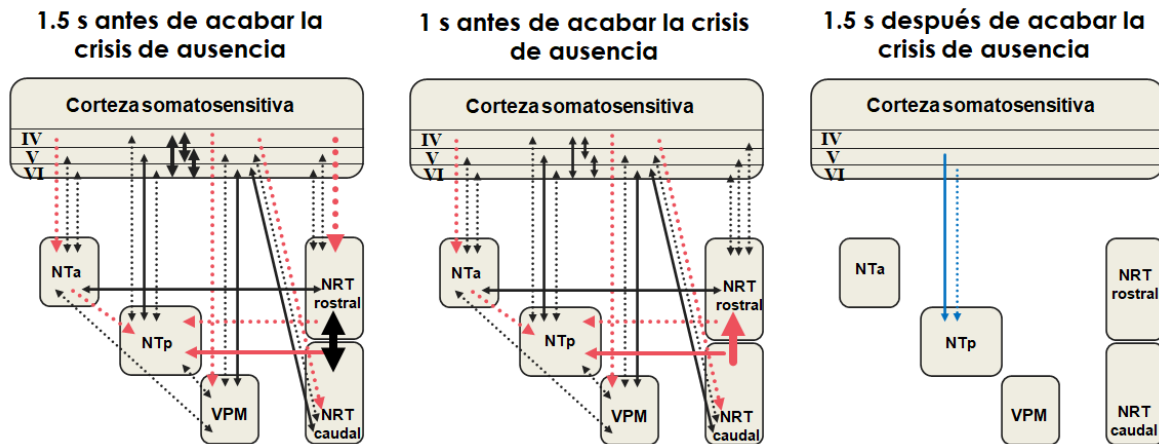 1.5 s antes de acabar la
crisis de ausencia
Corteza somatosensitiva
IV
V
VI
NTa
NRT
rostral
NTp
VPM
NRT
caudal
1 s antes de acabar la crisis
de ausencia
Corteza somatosensitiva
IV
V
VI
NTa
NRT
rostral
NTp
VPM
NRT
caudal
1.5 s después de acabar la
crisis de ausencia
Corteza somatosensitiva
IV
V
VI
NTa
NRT
rostral
NTp
VPM
NRT
caudal